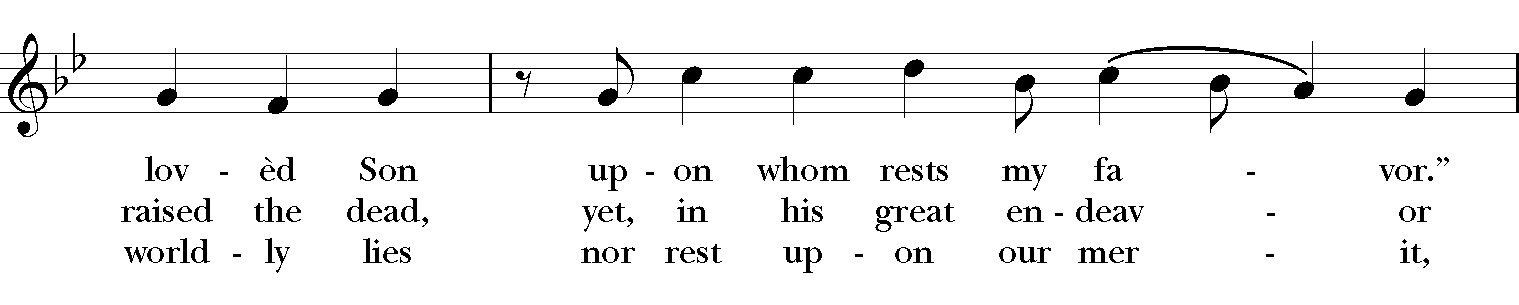 lov - èd Son up - on whom rests my fa - vor.”
raised the dead, yet, in his great en - deav - or
world - ly lies nor rest up - on our mer - it,